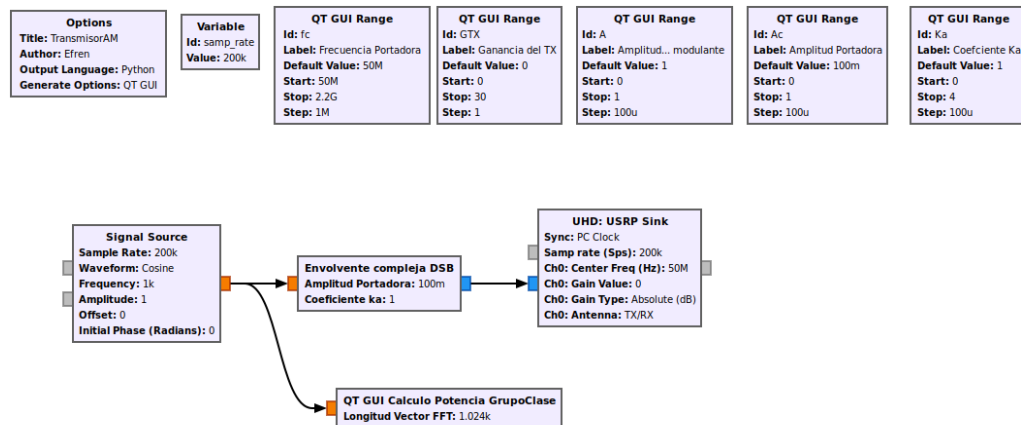 Options
Title: TransmisorAM
Author: Efren
Output Language: Python
Generate Options: QT GUI
Variable
Id: samp_rate
Value: 200k
QT GUI Range
Id: fc
Label: Frecuencia Portadora
Default Value: 50M
Start: 50M
Stop: 2.2G
Step: 1M
QT GUI Range
Id: GTX
Label: Ganancia del TX
Default Value: 0
Start: 0
Stop: 30
Step: 1
QT GUI Range
Id: A
Label: Amplitud... modulante
Default Value: 1
Start: 0
Stop: 1
Step: 100u
QT GUI Range
Id: Ac
Label: Amplitud Portadora
Default Value: 100m
Start: 0
Stop: 1
Step: 100u
QT GUI Range
Id: Ka
Label: Coefciente Ka
Default Value: 1
Start: 0
Stop: 4
Step: 100u
Signal Source
Sample Rate: 200k
Waveform: Cosine
Frequency: 1k
Amplitude: 1
Offset: 0
Initial Phase (Radians): 0
Envolvente compleja DSB
Amplitud Portadora: 100m
Coeficiente ka: 1
UHD: USRP Sink
Sync: PC Clock
Samp rate (Sps): 200k
Ch0: Center Freq (Hz): 50M
Ch0: Gain Value: 0
Ch0: Gain Type: Absolute (dB)
Ch0: Antenna: TX/RX
QT GUI Calculo Potencia GrupoClase
Longitud Vector FFT: 1.024k